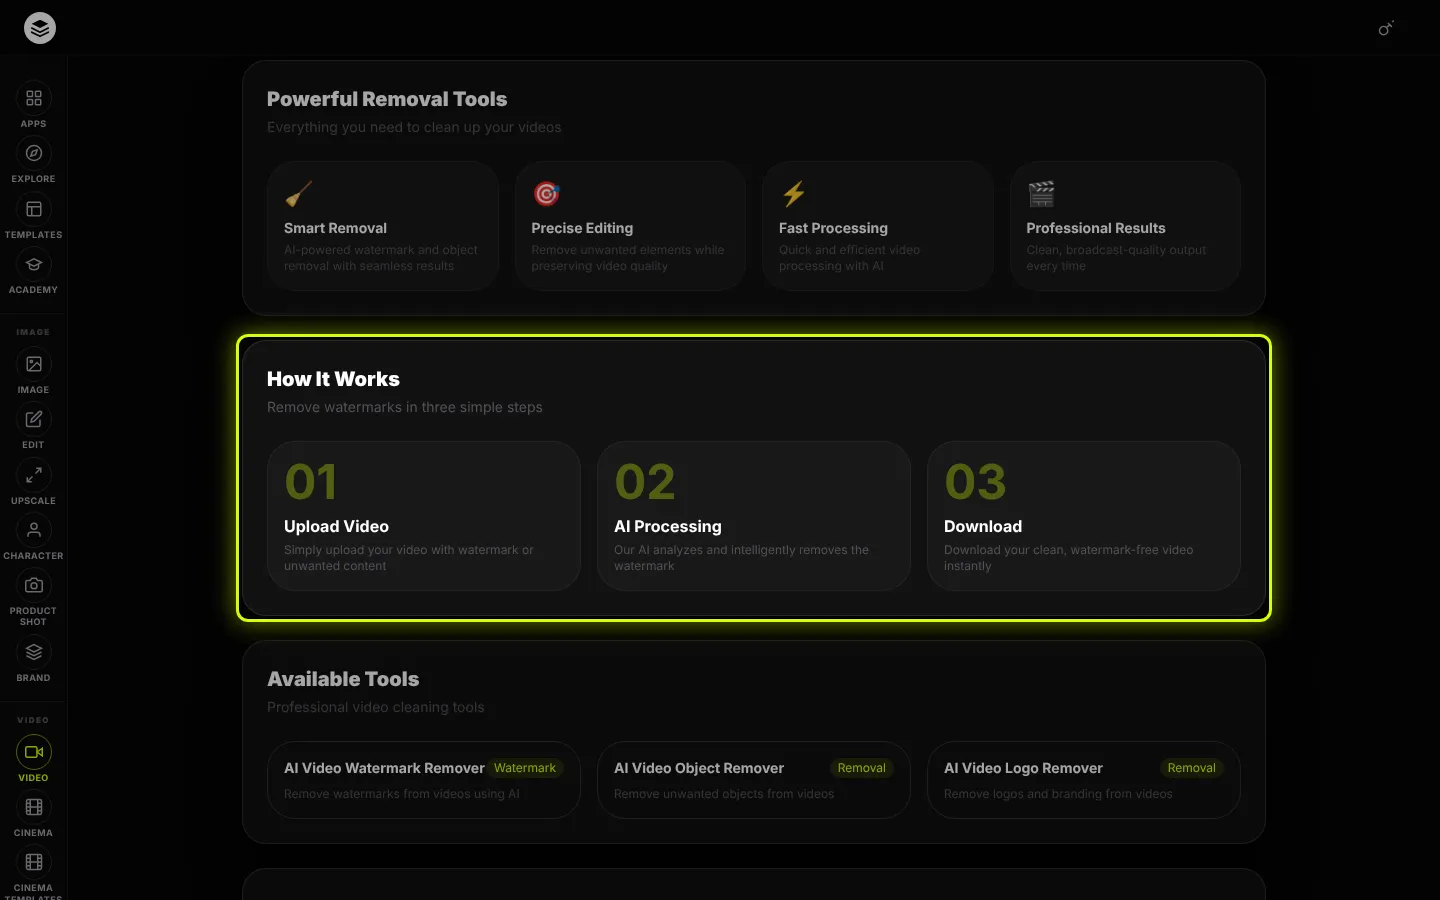 Powerful Removal Tools
Everything you need to clean up your videos
Smart Removal
AI-powered watermark and object
removal with seamless results
Precise Editing
Remove unwanted elements while
preserving video quality
Fast Processing
Quick and efficient video
processing with AI
Professional Results
Clean, broadcast-quality output
every time
How It Works
Remove watermarks in three simple steps
01
Upload Video
Simply upload your video with watermark or
unwanted content
02
AI Processing
Our AI analyzes and intelligently removes the
watermark
03
Download
Download your clean, watermark-free video
instantly
Available Tools
Professional video cleaning tools
AI Video Watermark Remover Watermark
Remove watermarks from videos using AI
AI Video Object Remover Removal
Remove unwanted objects from videos
AI Video Logo Remover Removal
Remove logos and branding from videos
APPS
EXPLORE
TEMPLATES
ACADEMY
IMAGE
IMAGE
EDIT
UPSCALE
CHARACTER
PRODUCT
SHOT
BRAND
VIDEO
VIDEO
CINEMA
CINEMA
TEMPLATES